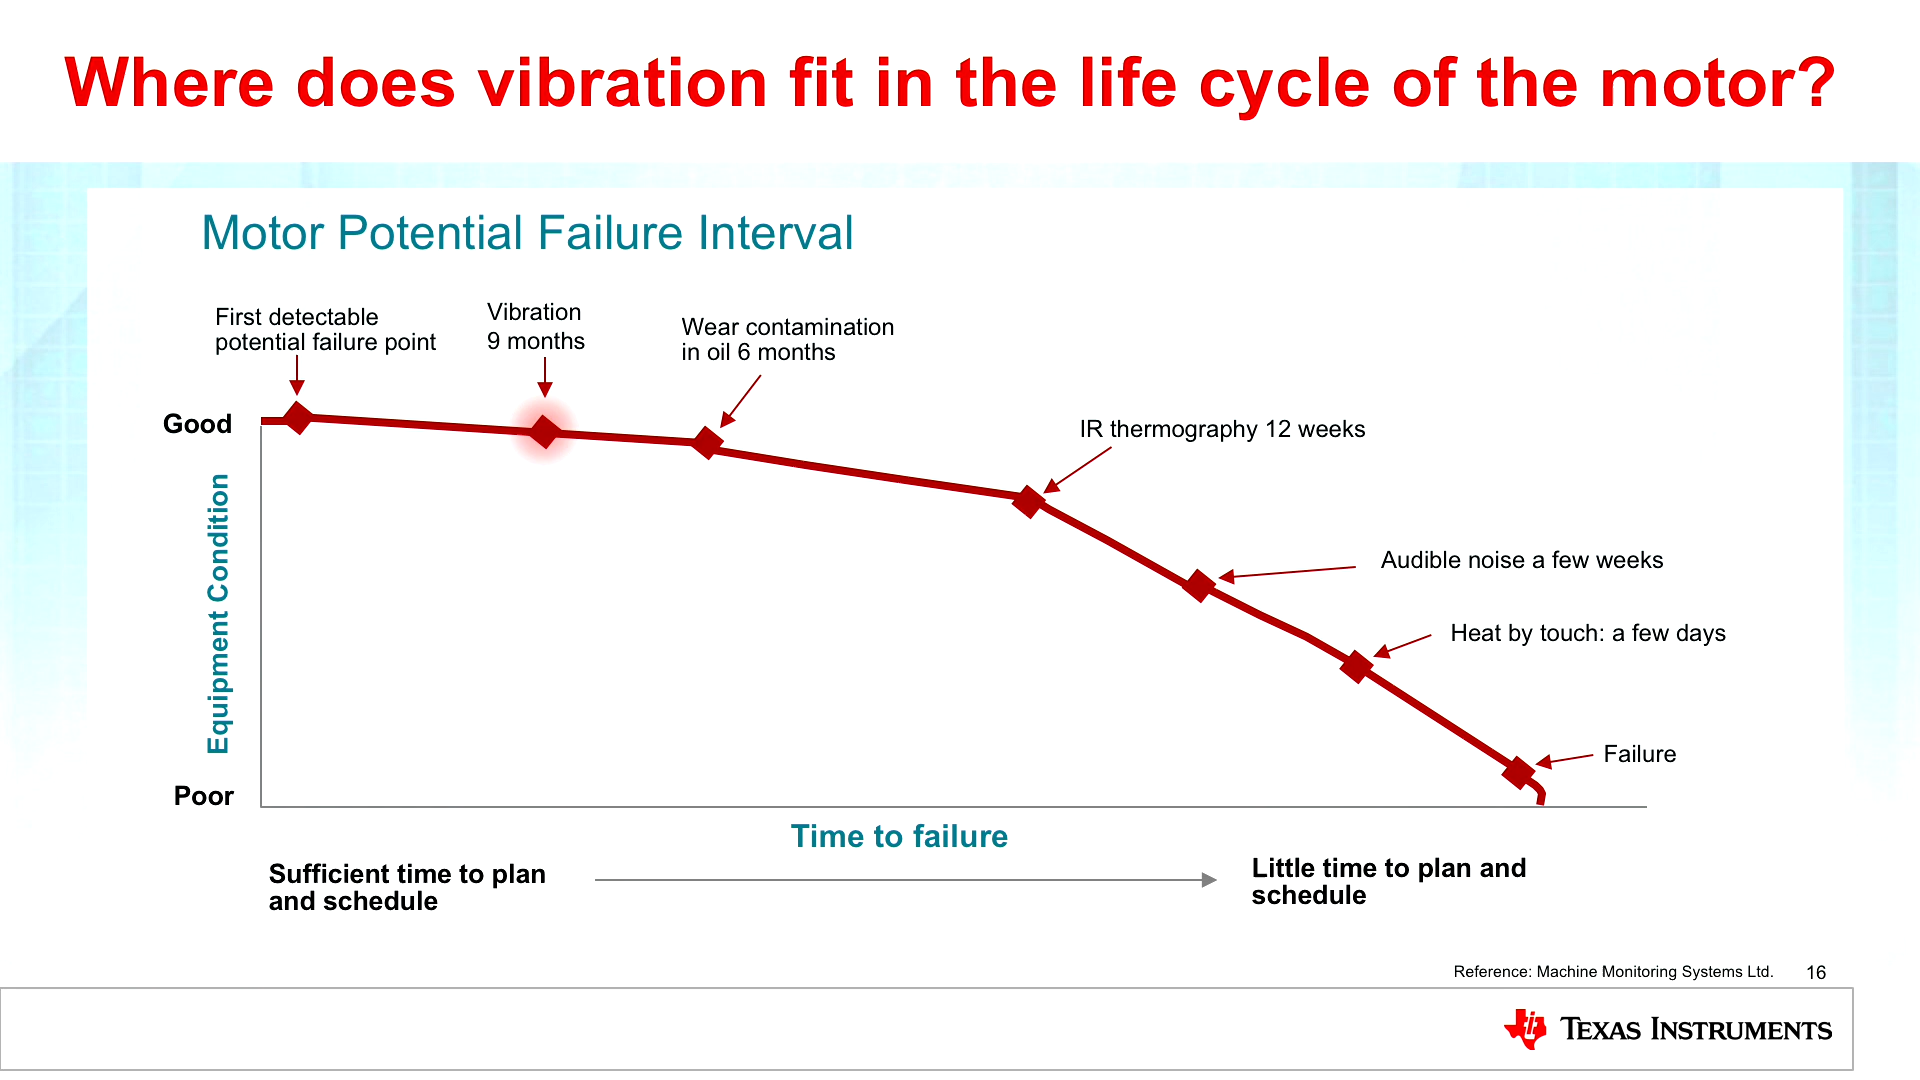 Where does vibration fit in the life cycle of the motor?
Motor Potential Failure Interval
First detectable
potential failure point
Vibration
9 months
Wear contamination
in oil 6 months
IR thermography 12 weeks
Audible noise a few weeks
Heat by touch: a few days
Failure
Good
Equipment Condition
Poor
Time to failure
Sufficient time to plan
and schedule
Little time to plan and
schedule
Reference: Machine Monitoring Systems Ltd.
16
TEXAS INSTRUMENTS